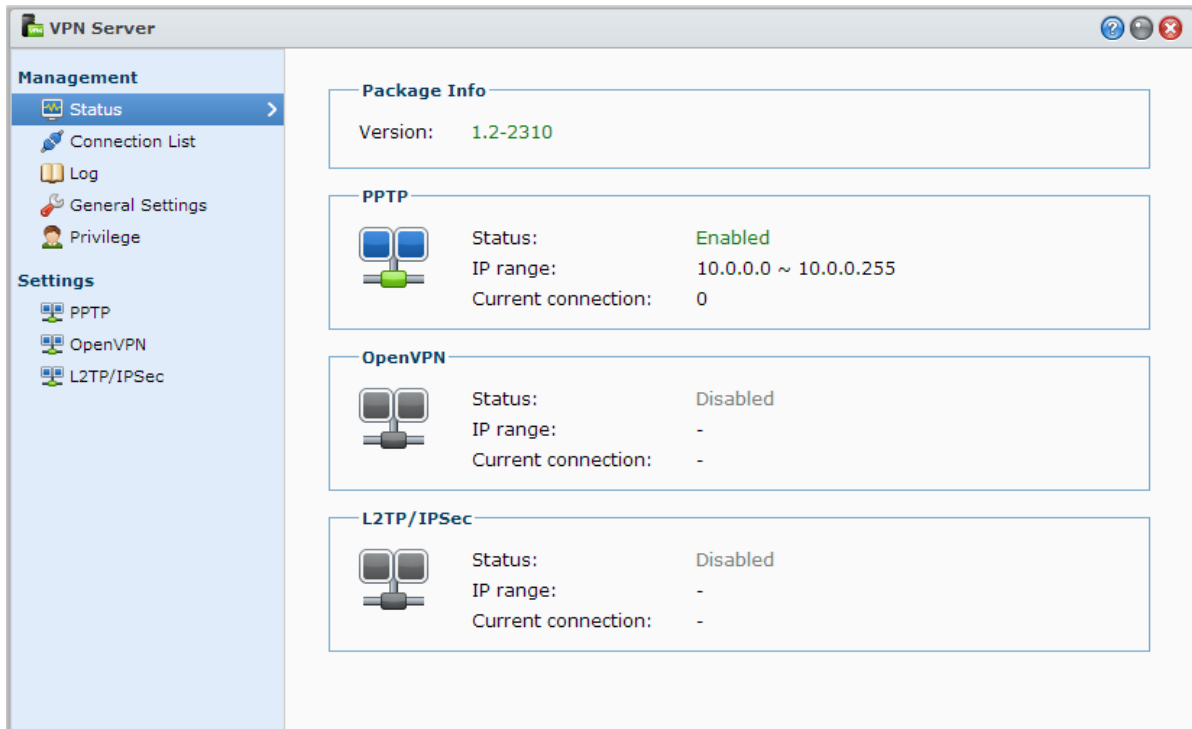 VPN Server
Management
Status
Connection List
Log
General Settings
Privilege
Settings
PPTP
OpenVPN
L2TP/IPSec
Package Info
Version: 1.2-2310
PPTP
Status: Enabled
IP range: 10.0.0.0 ~ 10.0.0.255
Current connection: 0
OpenVPN
Status: Disabled
IP range: -
Current connection: -
L2TP/IPSec
Status: Disabled
IP range: -
Current connection: -